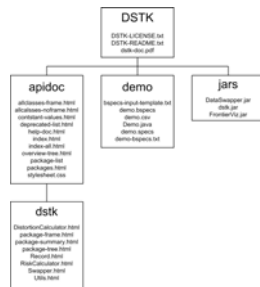 DSTK
DSTK-LICENSE.txt
DSTK-README.txt
dstk-doc.pdf
apidoc
allclasses-frame.html
allcalsses-noframe.html
contstant-values.html
deprecated-list.html
help-doc.html
index.html
index-all.html
overview-tree.html
package-list
packages.html
stylesheet.css
demo
bspecs-input-template.txt
demo.bspecs
demo.csv
Demo.java
demo.specs
demo-bspecs.txt
jars
DataSwapper.jar
dstk.jar
FrontierViz.jar
dstk
DistortionCalculator.html
package-frame.html
package-summary.html
package-tree.html
Record.html
RiskCalculator.html
Swapper.html
Utils.html